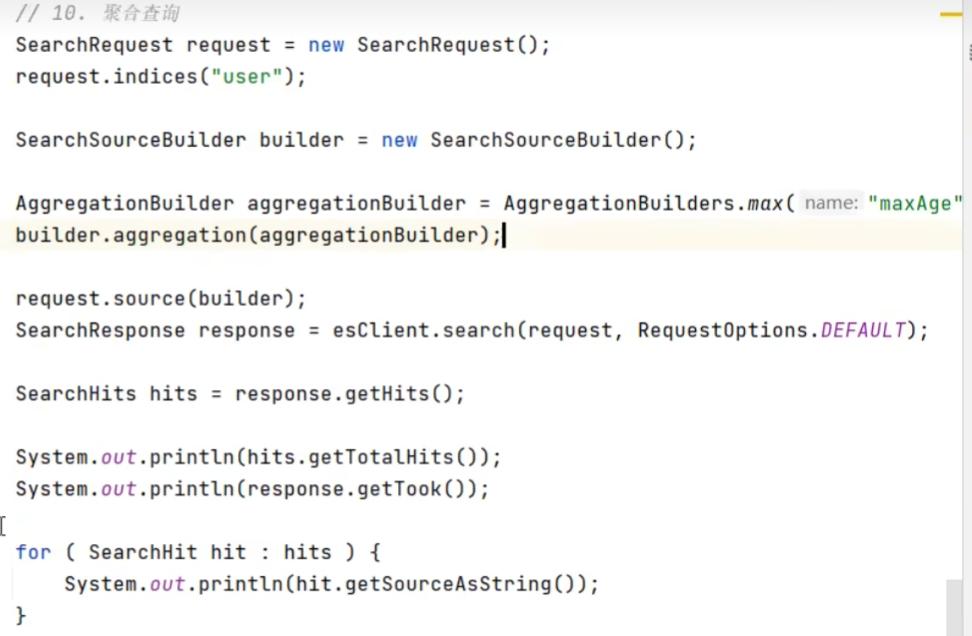 // 10. 聚合查询
SearchRequest request = new SearchRequest();
request.indices("user");
SearchSourceBuilder builder = new SearchSourceBuilder();
AggregationBuilder aggregationBuilder = AggregationBuilders.max( name: "maxAge"
builder.aggregation(aggregationBuilder);
request.source(builder);
SearchResponse response = esClient.search(request, RequestOptions.DEFAULT);
SearchHits hits = response.getHits();
System.out.println(hits.getTotalHits());
System.out.println(response.getTook());
for ( SearchHit hit : hits ) {
    System.out.println(hit.getSourceAsString());
}